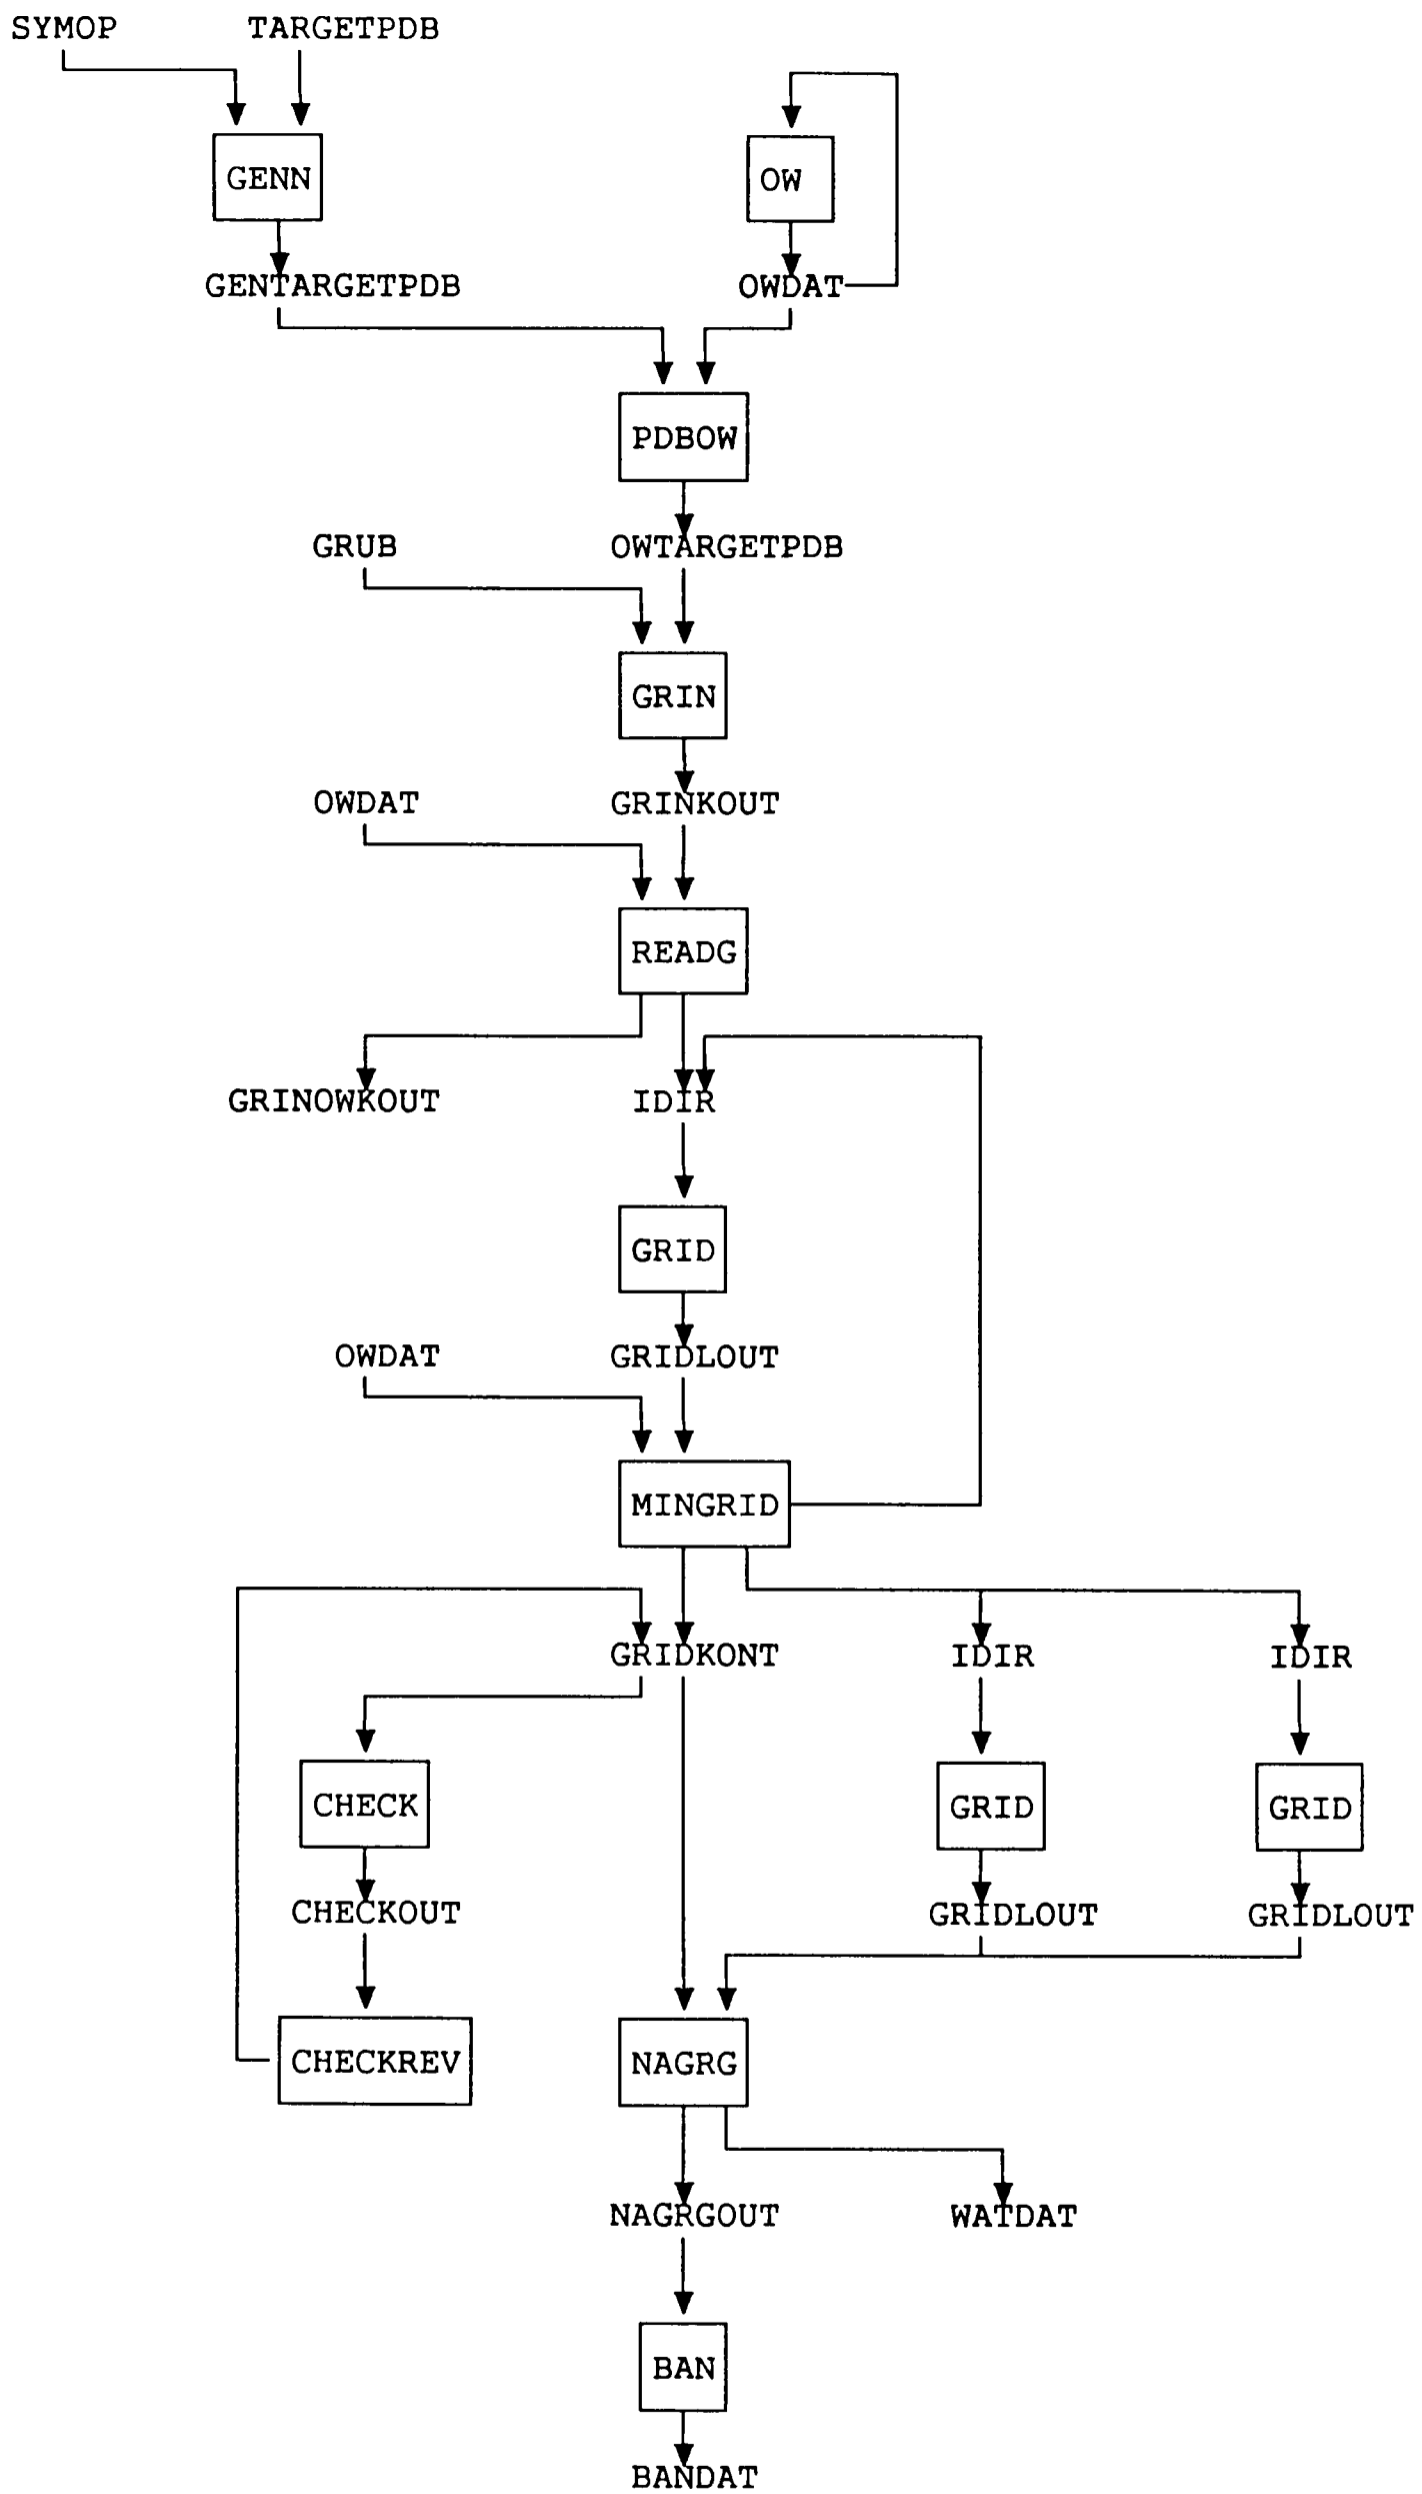 SYMOP TARGETPDB
GENN OW
GENTARGETPDB OWDAT
PDBOW
GRUB OWTARGETPDB
GRIN
OWDAT GRINKOUT
READG
GRINOWKOUT IDIR
GRID
OWDAT GRIDLOUT
MINGRID
GRIDKONT IDIR IDIR
CHECK GRID GRID
CHECKOUT GRIDLOUT GRIDLOUT
CHECKREV NAGRG
NAGRGOUT WATDAT
BAN
BANDAT